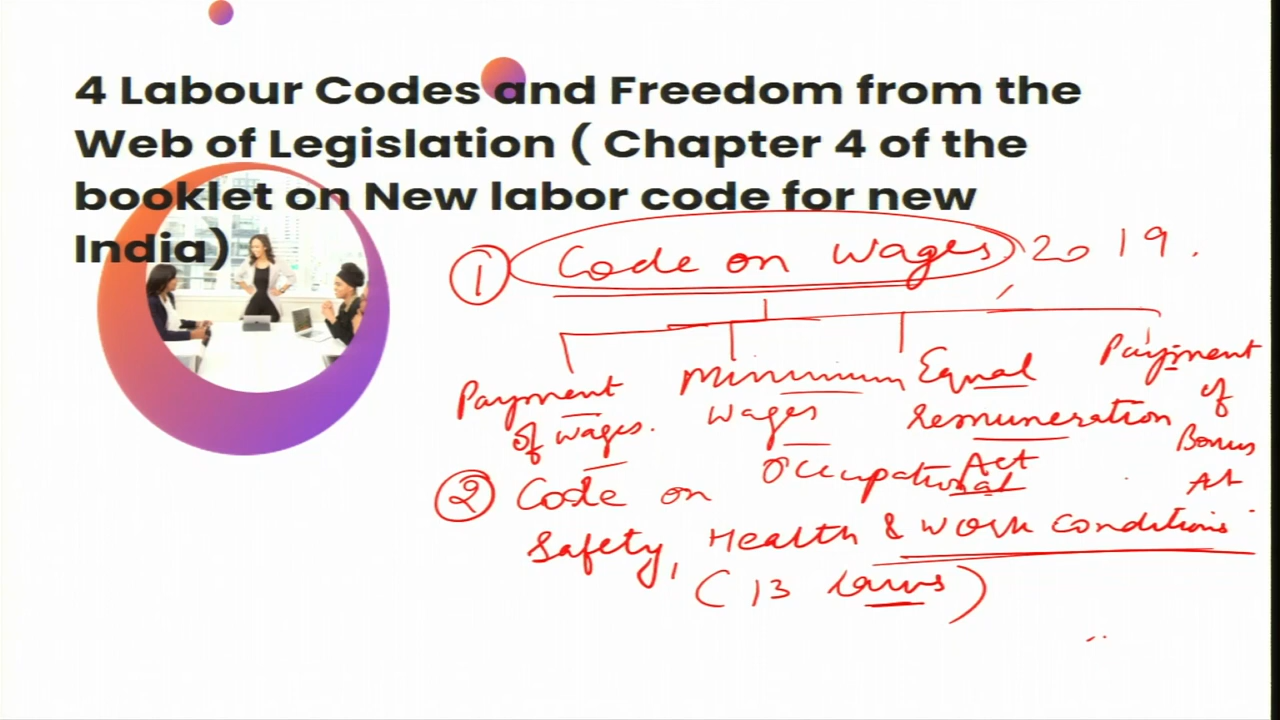 4 Labour Codes and Freedom from the
Web of Legislation ( Chapter 4 of the
booklet on New labor code for new
India)
1 Code on wages 2019.
Payment of wages.
Minimum wages
Equal remuneration Act
Payment of Bonus Act
2 Code on Occupational
Safety, Health & work conditions
(13 laws)